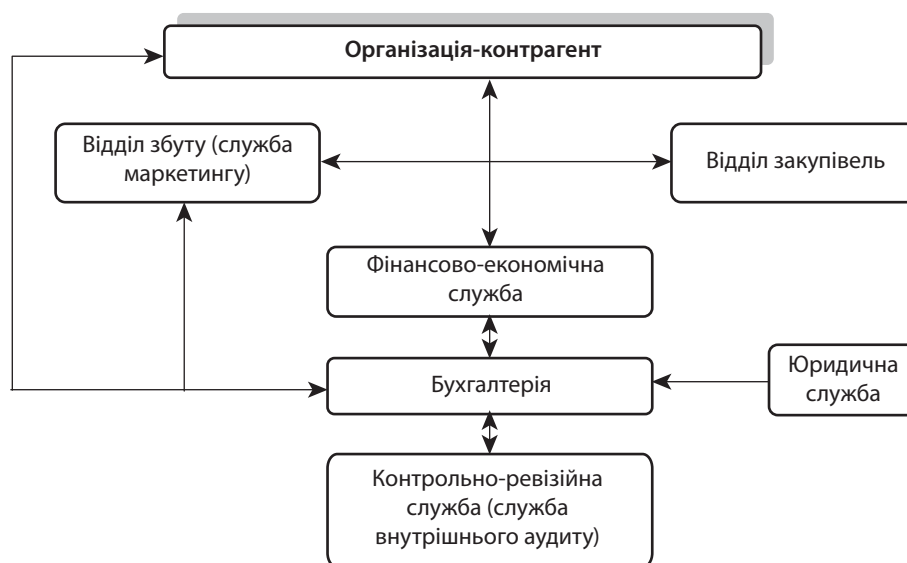 Організація-контрагент
Відділ збуту (служба
маркетингу)
Відділ закупівель
Фінансово-економічна
служба
Бухгалтерія
Юридична
служба
Контрольно-ревізійна
служба (служба
внутрішнього аудиту)